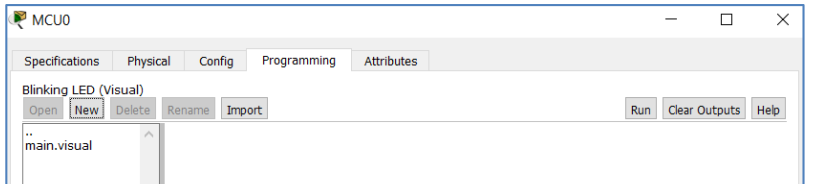 MCU0
Specifications Physical Config Programming Attributes
Blinking LED (Visual)
Open New Delete Rename Import Run Clear Outputs Help
..
main.visual